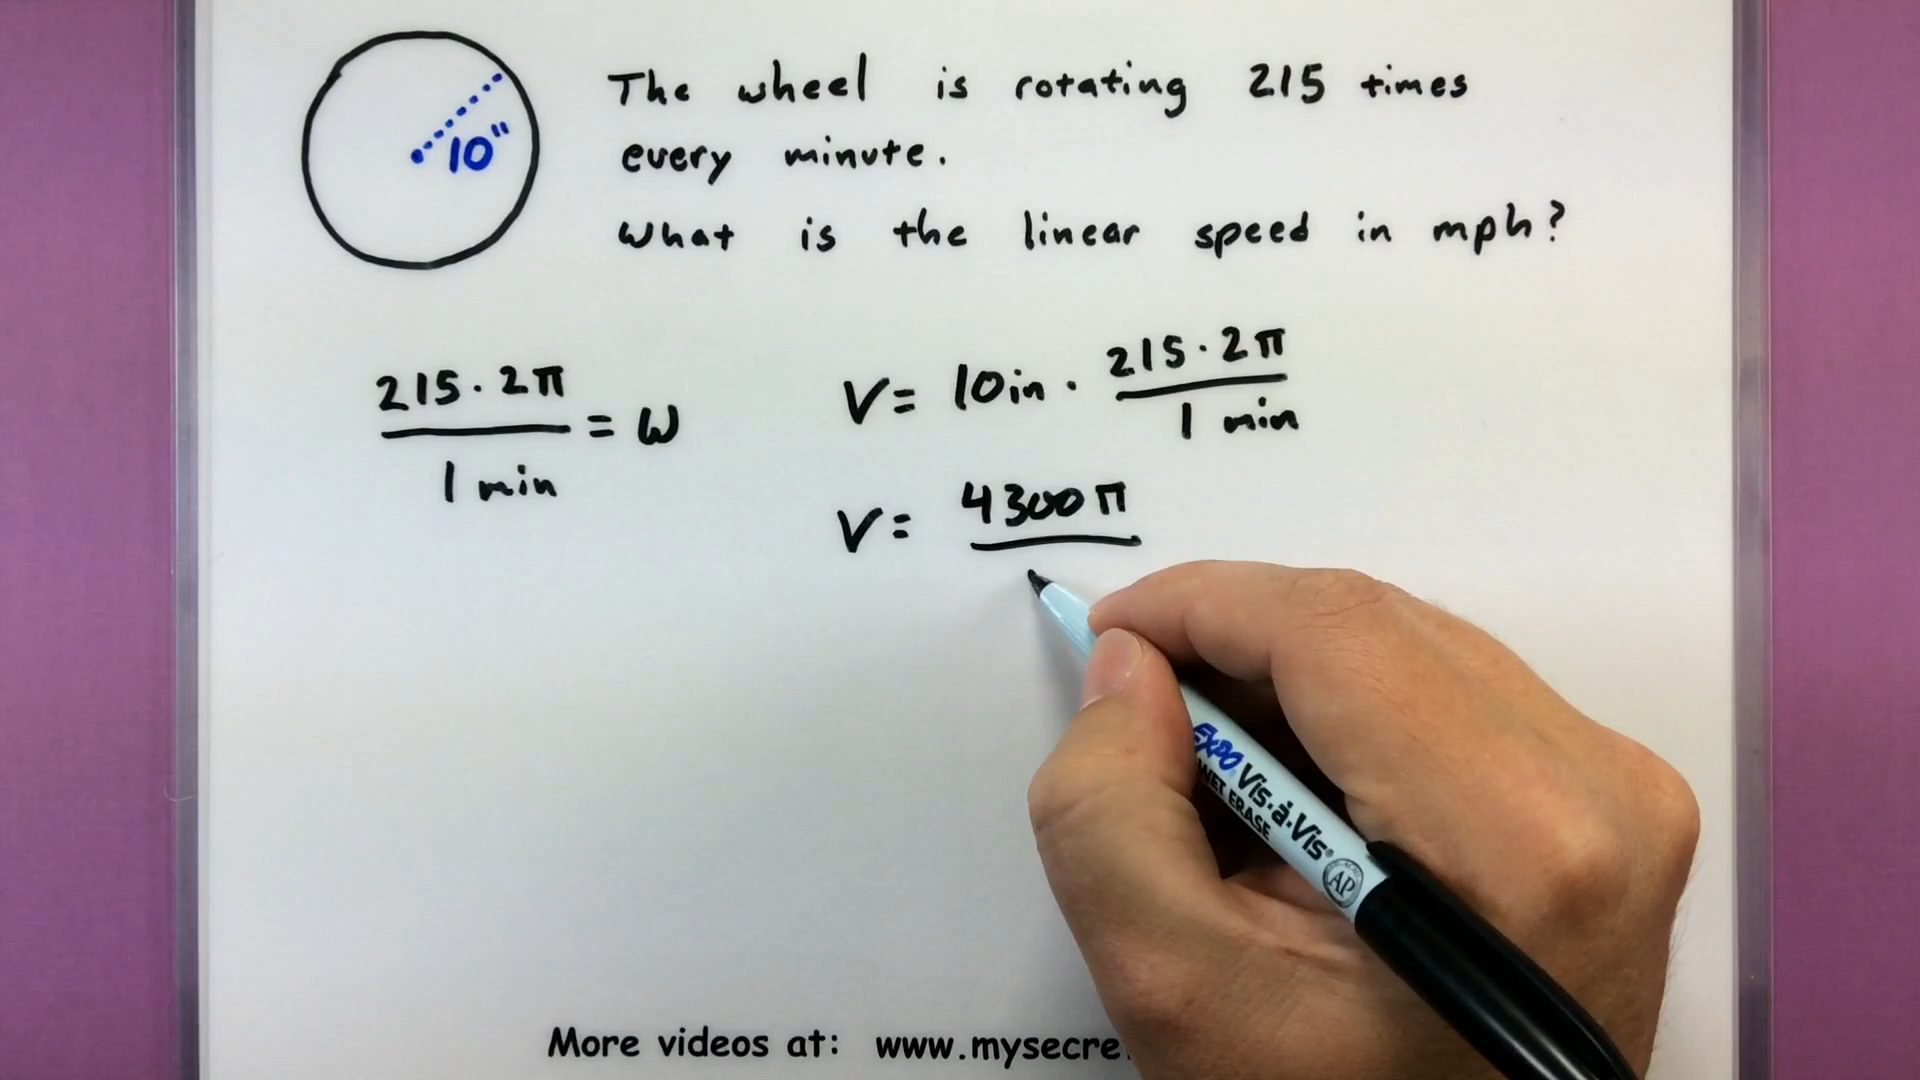 The wheel is rotating 215 times
every minute.
What is the linear speed in mph?
10"
215 · 2π
= ω
1 min
V = 10in · 215 · 2π
1 min
V = 4300π
EXPO Vis·à·Vis®
WET ERASE
AP
More videos at: www.mysecre